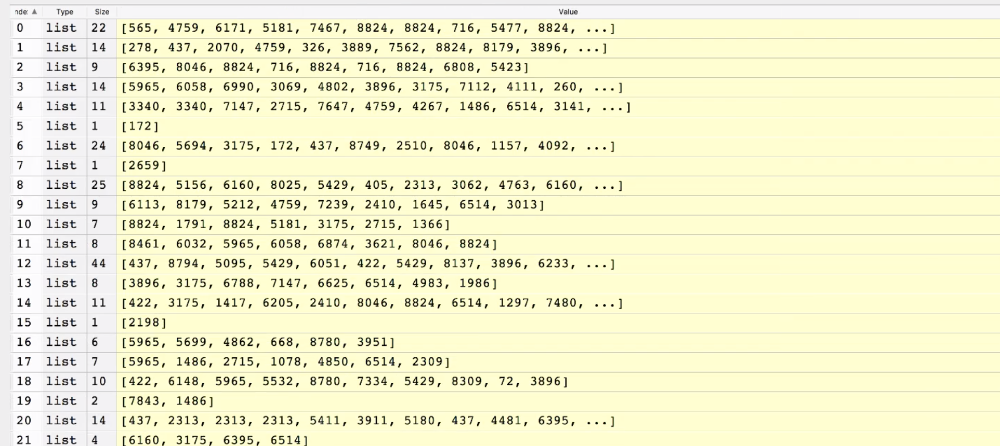 nde: ▲ Type Size Value
0 list 22 [565, 4759, 6171, 5181, 7467, 8824, 8824, 716, 5477, 8824, ...]
1 list 14 [278, 437, 2070, 4759, 326, 3889, 7562, 8824, 8179, 3896, ...]
2 list 9 [6395, 8046, 8824, 716, 8824, 716, 8824, 6808, 5423]
3 list 14 [5965, 6058, 6990, 3069, 4802, 3896, 3175, 7112, 4111, 260, ...]
4 list 11 [3340, 3340, 7147, 2715, 7647, 4759, 4267, 1486, 6514, 3141, ...]
5 list 1 [172]
6 list 24 [8046, 5694, 3175, 172, 437, 8749, 2510, 8046, 1157, 4092, ...]
7 list 1 [2659]
8 list 25 [8824, 5156, 6160, 8025, 5429, 405, 2313, 3062, 4763, 6160, ...]
9 list 9 [6113, 8179, 5212, 4759, 7239, 2410, 1645, 6514, 3013]
10 list 7 [8824, 1791, 8824, 5181, 3175, 2715, 1366]
11 list 8 [8461, 6032, 5965, 6058, 6874, 3621, 8046, 8824]
12 list 44 [437, 8794, 5095, 5429, 6051, 422, 5429, 8137, 3896, 6233, ...]
13 list 8 [3896, 3175, 6788, 7147, 6625, 6514, 4983, 1986]
14 list 11 [422, 3175, 1417, 6205, 2410, 8046, 8824, 6514, 1297, 7480, ...]
15 list 1 [2198]
16 list 6 [5965, 5699, 4862, 668, 8780, 3951]
17 list 7 [5965, 1486, 2715, 1078, 4850, 6514, 2309]
18 list 10 [422, 6148, 5965, 5532, 8780, 7334, 5429, 8309, 72, 3896]
19 list 2 [7843, 1486]
20 list 14 [437, 2313, 2313, 2313, 5411, 3911, 5180, 437, 4481, 6395, ...]
21 list 4 [6160, 3175, 6395, 6514]